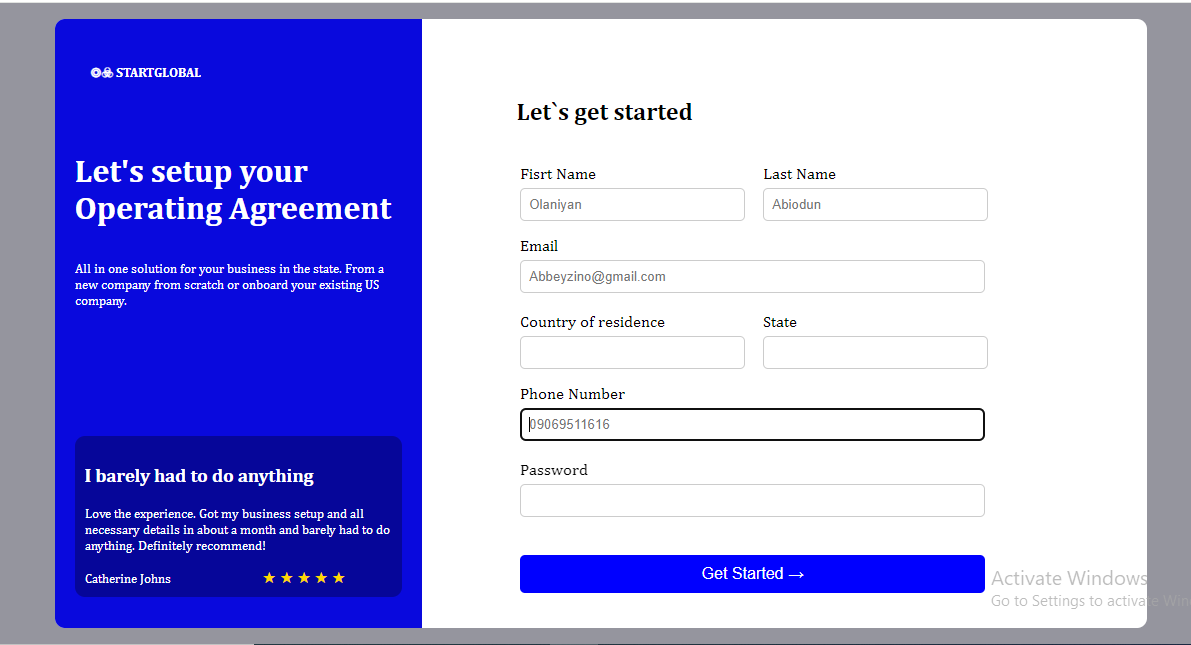 STARTGLOBAL
Let's setup your
Operating Agreement
All in one solution for your business in the state. From a
new company from scratch or onboard your existing US
company.
I barely had to do anything
Love the experience. Got my business setup and all
necessary details in about a month and barely had to do
anything. Definitely recommend!
Catherine Johns ★ ★ ★ ★ ★
Let`s get started
Fisrt Name Last Name
Olaniyan Abiodun
Email
Abbeyzino@gmail.com
Country of residence State
Phone Number
09069511616
Password
Get Started →
Activate Windows
Go to Settings to activate Win